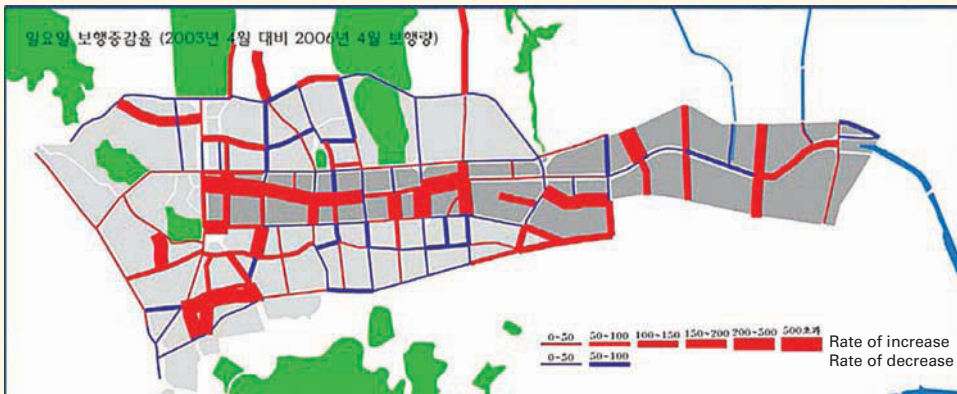 일요일 보행증감율 (2003년 4월 대비 2006년 4월 보행량)
0~50 50~100 100~150 150~200 200~500 500초과 Rate of increase
0~50 50~100 Rate of decrease